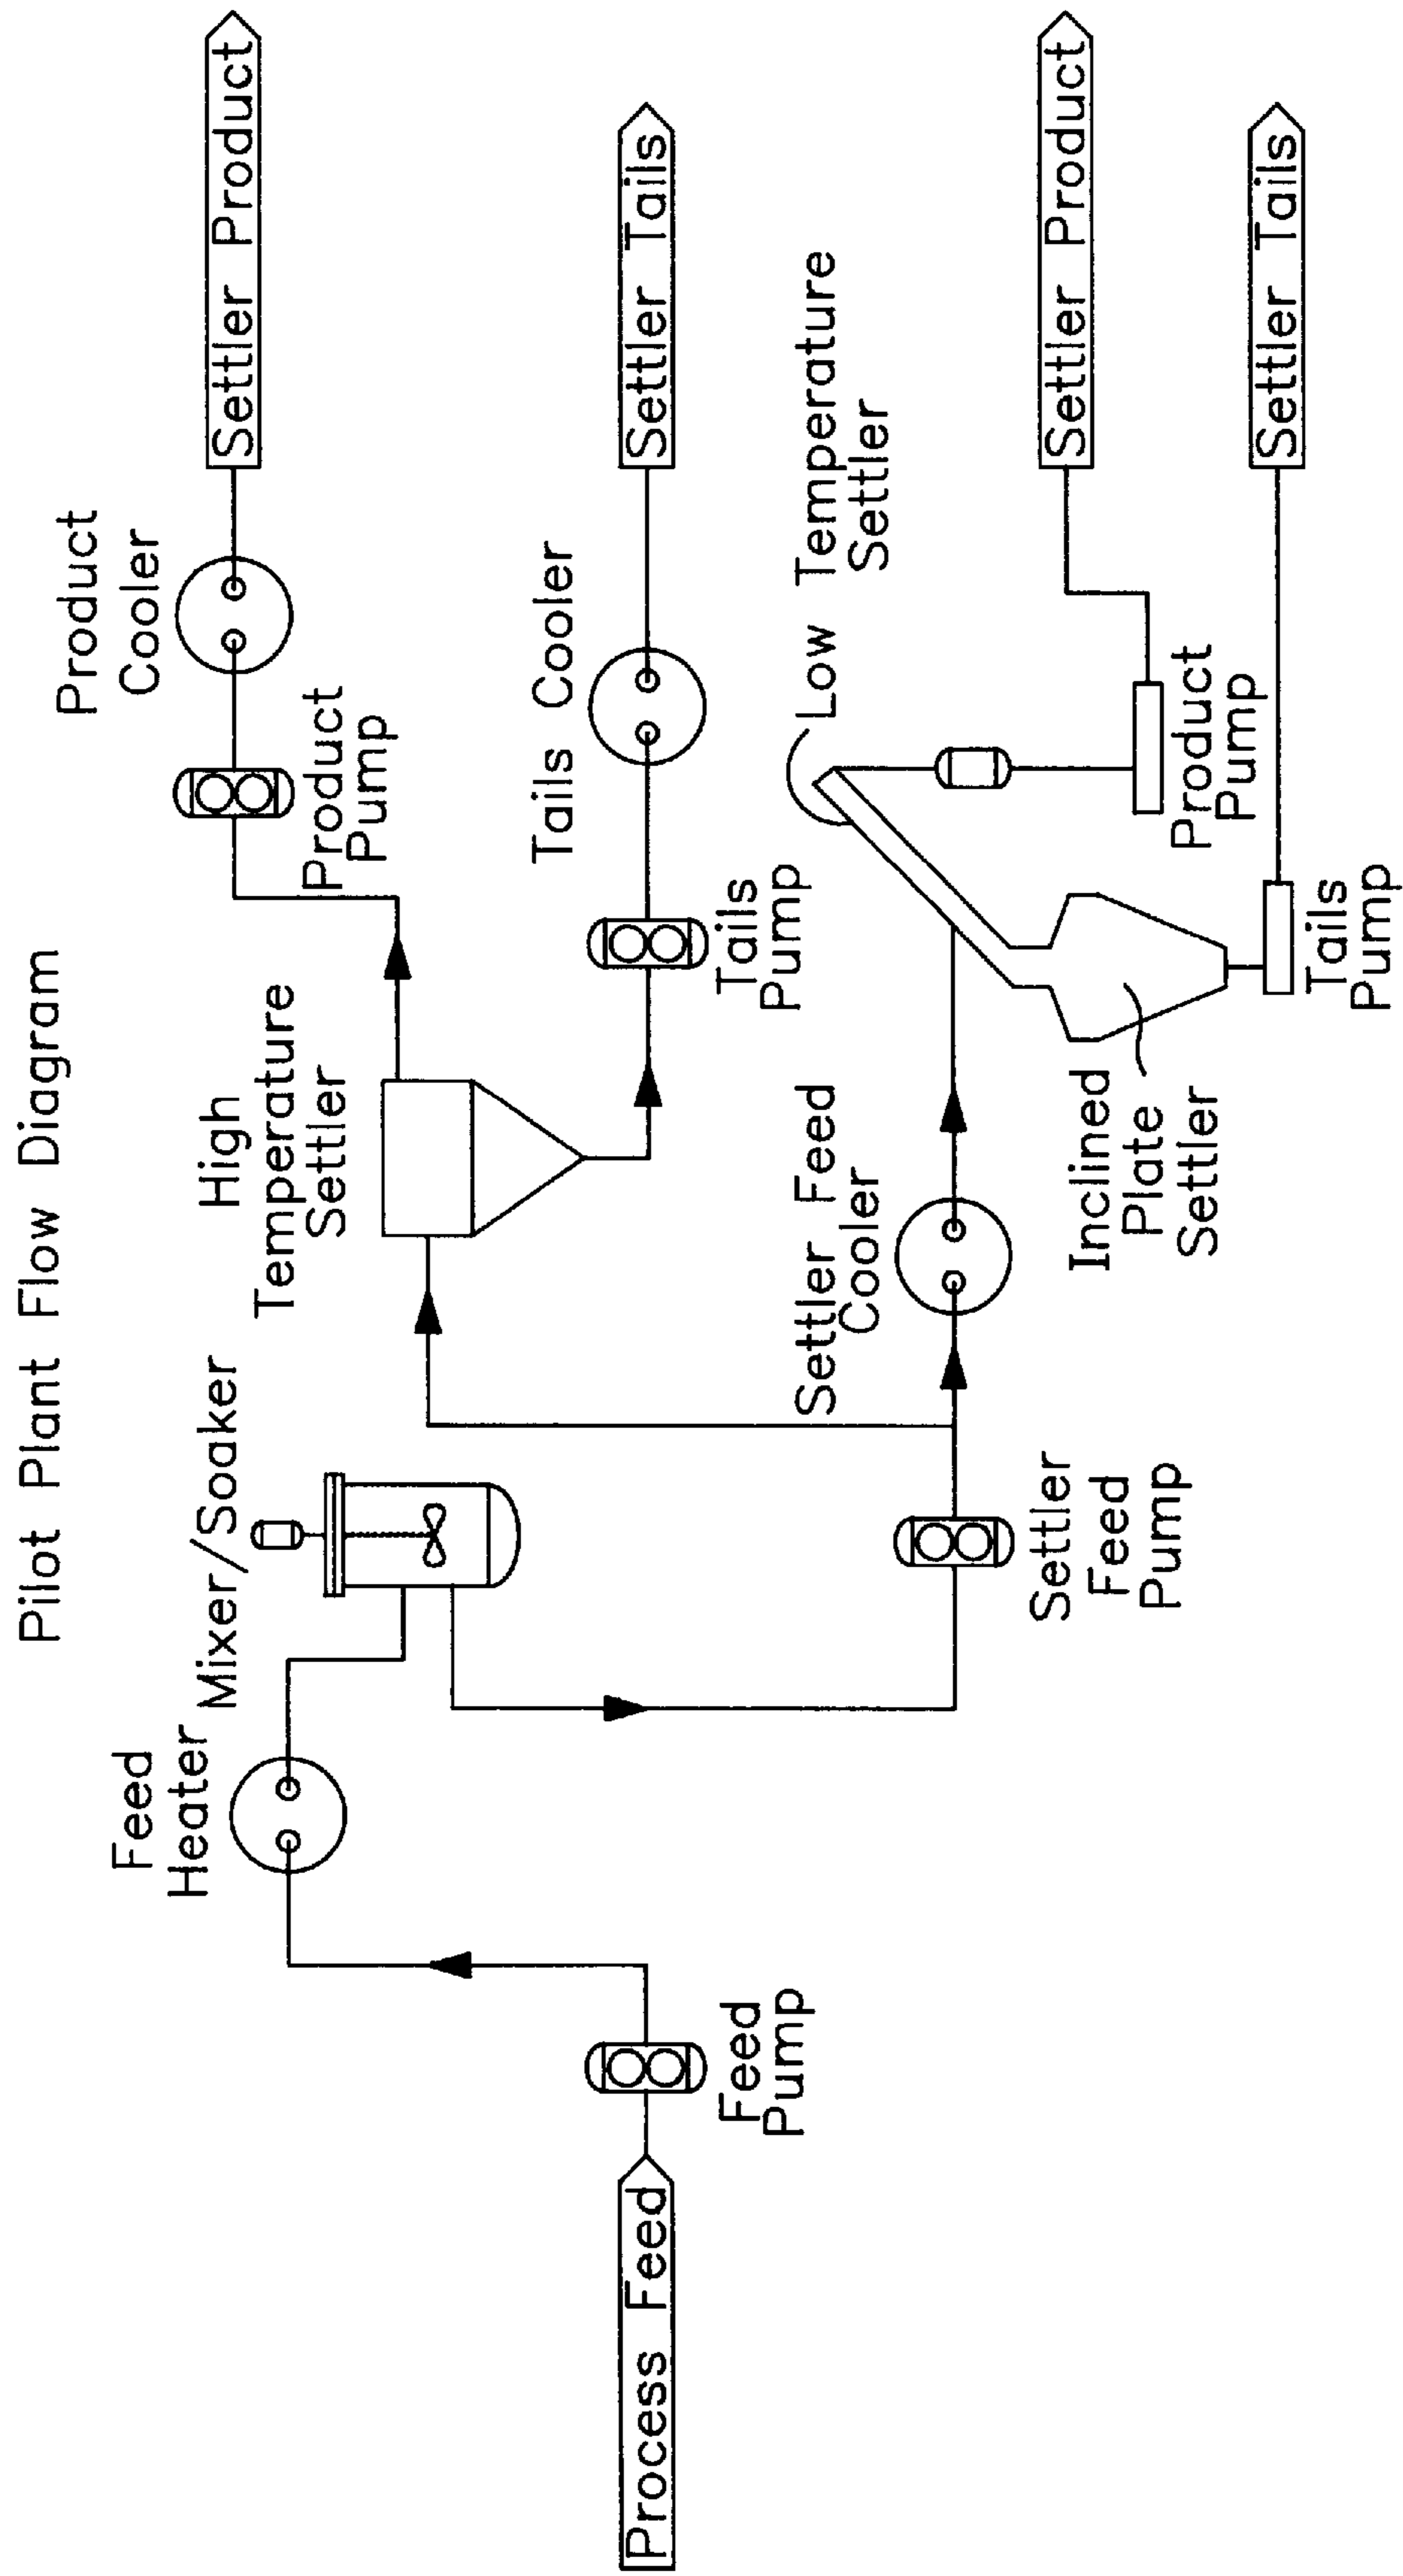 Pilot Plant Flow Diagram
Process Feed
Feed
Pump
Feed
Heater
Mixer/Soaker
Settler
Feed
Pump
High
Temperature
Settler
Product
Pump
Product
Cooler
Settler Product
Tails
Pump
Tails Cooler
Settler Tails
Settler Feed
Cooler
Low Temperature
Settler
Inclined
Plate
Settler
Product
Pump
Settler Product
Tails
Pump
Settler Tails